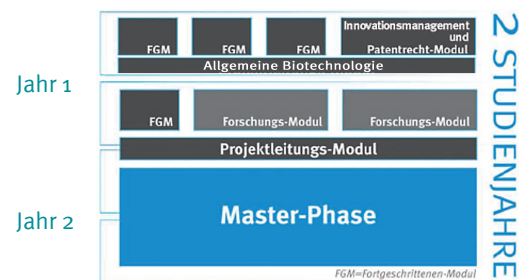 Innovationsmanagement
und
FGM FGM FGM Patentrecht-Modul
Allgemeine Biotechnologie
Jahr 1
FGM Forschungs-Modul Forschungs-Modul
Projektleitungs-Modul
Jahr 2
Master-Phase
FGM=Fortgeschrittenen-Modul
2 STUDIENJAHRE